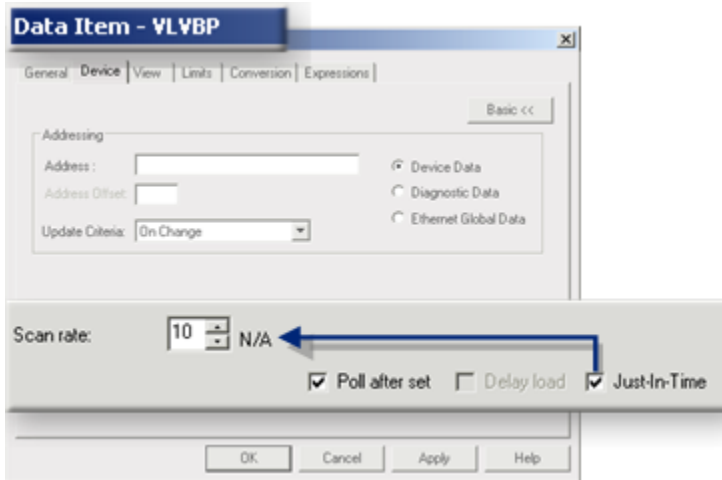 Data Item - VLVBP
General Device View Limits Conversion Expressions
Basic <<
Addressing
Address :
Device Data
Address Offset:
Diagnostic Data
Ethernet Global Data
Update Criteria: On Change
Scan rate: 10 N/A
Poll after set Delay load Just-In-Time
OK Cancel Apply Help